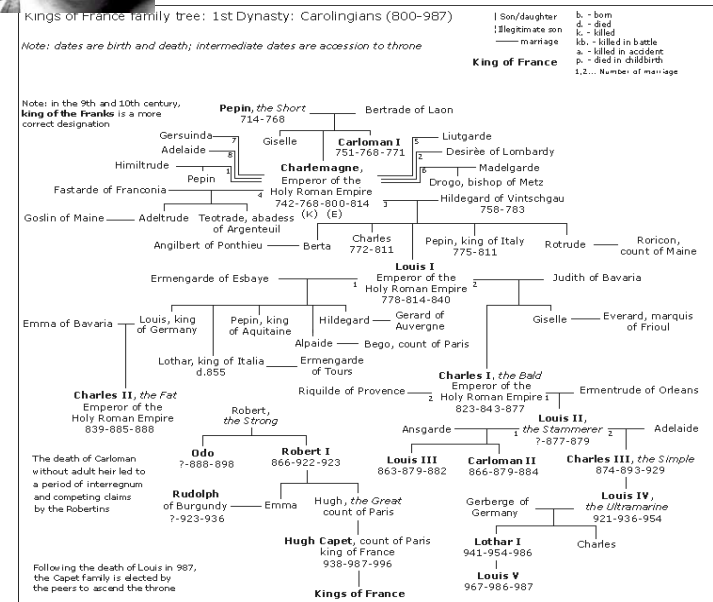 Kings of France family tree: 1st Dynasty: Carolingians (800-987)
Note: dates are birth and death; intermediate dates are accession to throne
| Son/daughter
¦ Illegitimate son
—— marriage
King of France
b. - born
d. - died
k. - killed
kb. - killed in battle
a. - killed in accident
p. - died in childbirth
1,2... Number of marriage
Note: in the 9th and 10th century,
king of the Franks is a more
correct designation
Pepin, the Short
714-768
Bertrade of Laon
Giselle
Carloman I
751-768-771
Gersuinda
7
Adelaide
8
Himiltrude
1
Pepin
Fastarde of Franconia
4
Charlemagne,
Emperor of the
Holy Roman Empire
742-768-800-814
(K) (E)
5
Liutgarde
2
Desirèe of Lombardy
6
Madelgarde
Drogo, bishop of Metz
3
Hildegard of Vintschgau
758-783
Goslin of Maine
Adeltrude
Teotrade, abadess
of Argenteuil
Angilbert of Ponthieu
Berta
Charles
772-811
Pepin, king of Italy
775-811
Rotrude
Roricon,
count of Maine
Ermengarde of Esbaye
1
Louis I
Emperor of the
Holy Roman Empire
778-814-840
2
Judith of Bavaria
Emma of Bavaria
Louis, king
of Germany
Pepin, king
of Aquitaine
Hildegard
Gerard of
Auvergne
Giselle
Everard, marquis
of Frioul
Alpaide
Bego, count of Paris
Lothar, king of Italia
d.855
Ermengarde
of Tours
Charles II, the Fat
Emperor of the
Holy Roman Empire
839-885-888
Riquilde of Provence
2
Charles I, the Bald
Emperor of the
Holy Roman Empire
823-843-877
1
Ermentrude of Orleans
Robert,
the Strong
Ansgarde
1
Louis II,
the Stammerer
?-877-879
2
Adelaide
The death of Carloman
without adult heir led to
a period of interregnum
and competing claims
by the Robertins
Odo
?-888-898
Robert I
866-922-923
Louis III
863-879-882
Carloman II
866-879-884
Charles III, the Simple
874-893-929
Rudolph
of Burgundy
?-923-936
Emma
Hugh, the Great
count of Paris
Gerberge of
Germany
Louis IV,
the Ultramarine
921-936-954
Hugh Capet, count of Paris
king of France
938-987-996
Lothar I
941-954-986
Charles
Following the death of Louis in 987,
the Capet family is elected by
the peers to ascend the throne
Louis V
967-986-987
Kings of France